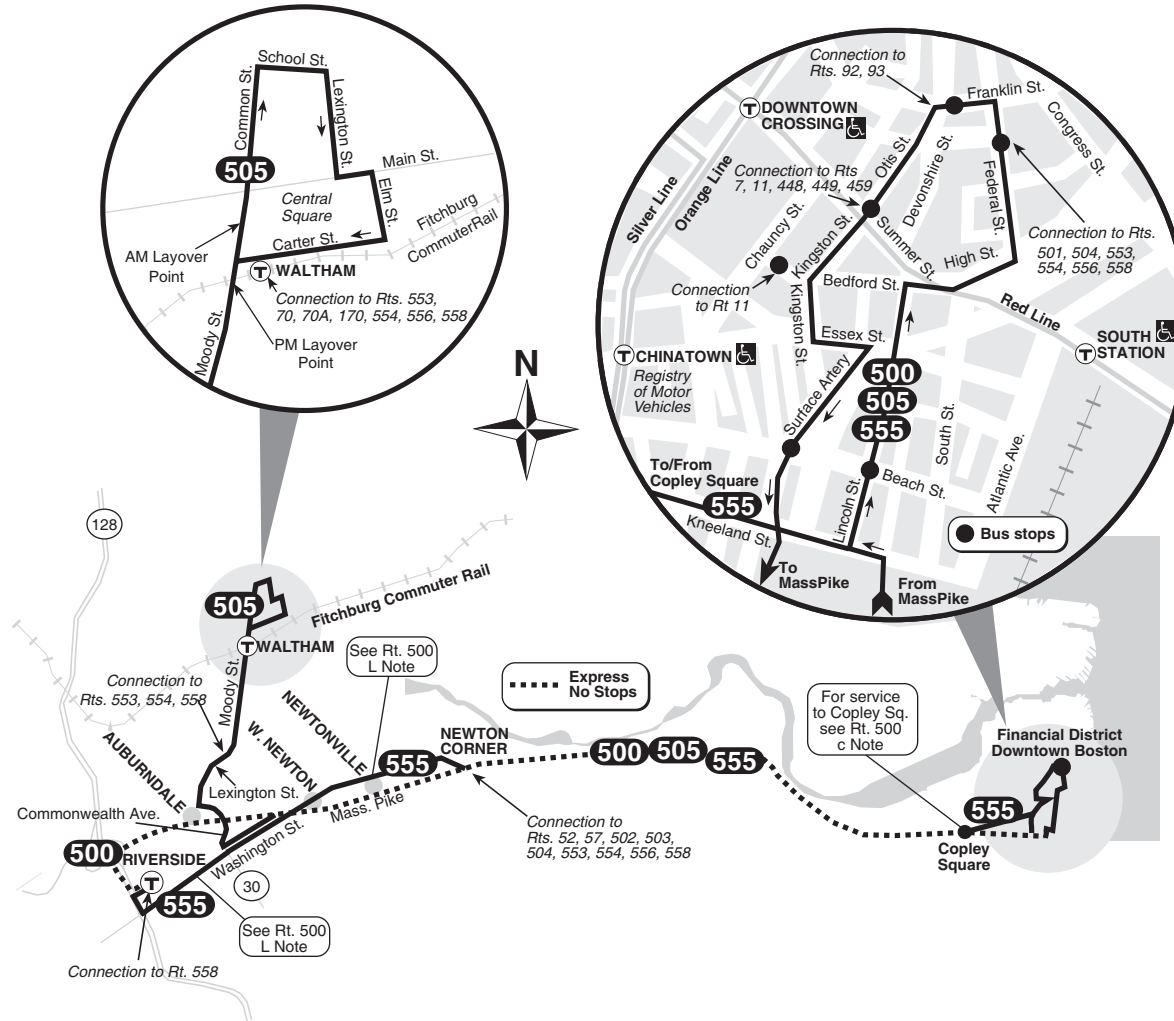 School St.
Common St.
Lexington St.
505
Main St.
Central
Square
Elm St.
Fitchburg
CommuterRail
Carter St.
AM Layover
Point
T WALTHAM
Connection to Rts. 553,
70, 70A, 170, 554, 556, 558
Moody St.
PM Layover
Point
Connection to
Rts. 92, 93
Franklin St.
T DOWNTOWN
CROSSING
Congress St.
Otis St.
Devonshire St.
Federal St.
Connection to Rts
7, 11, 448, 449, 459
Silver Line
Orange Line
Chauncy St.
Kingston St.
Summer St.
Connection to Rts.
501, 504, 553,
554, 556, 558
High St.
Connection
to Rt 11
Bedford St.
Kingston St.
Red Line
Essex St.
SOUTH
T STATION
T CHINATOWN
Registry
of Motor
Vehicles
Surface Artery
500
505
555
South St.
Atlantic Ave.
To/From
Copley Square
555
Beach St.
Lincoln St.
Kneeland St.
Bus stops
To
MassPike
From
MassPike
N
128
505
Fitchburg Commuter Rail
T WALTHAM
See Rt. 500
L Note
Connection to
Rts. 553, 554, 558
Moody St.
Express
No Stops
NEWTONVILLE
W. NEWTON
AUBURNDALE
NEWTON
CORNER
555
500 505 555
For service
to Copley Sq.
see Rt. 500
c Note
Financial District
Downtown Boston
Lexington St.
Commonwealth Ave.
Mass. Pike
Washington St.
555
Connection to
Rts. 52, 57, 502, 503,
504, 553, 554, 556, 558
Copley
Square
500
RIVERSIDE
T
30
555
See Rt. 500
L Note
Connection to Rt. 558